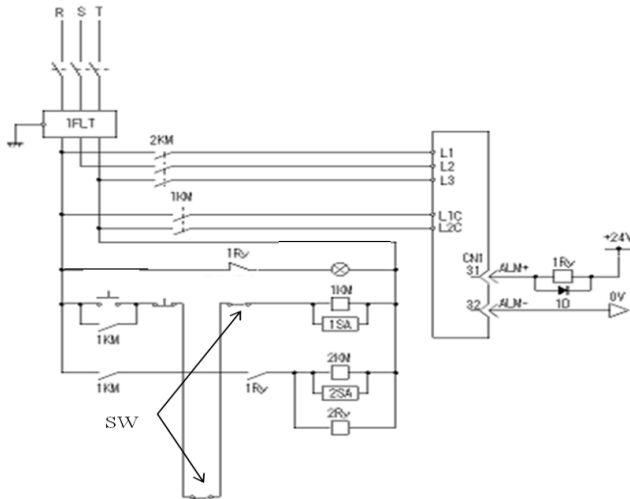 R S T
1FLT
2KM
L1
L2
L3
1KM
L1C
L2C
+24V
1Ry
CN1
31
ALM+
1Ry
1D
32
ALM-
0V
1KM
1SA
1KM
2KM
1KM
1Ry
2SA
2Ry
SW